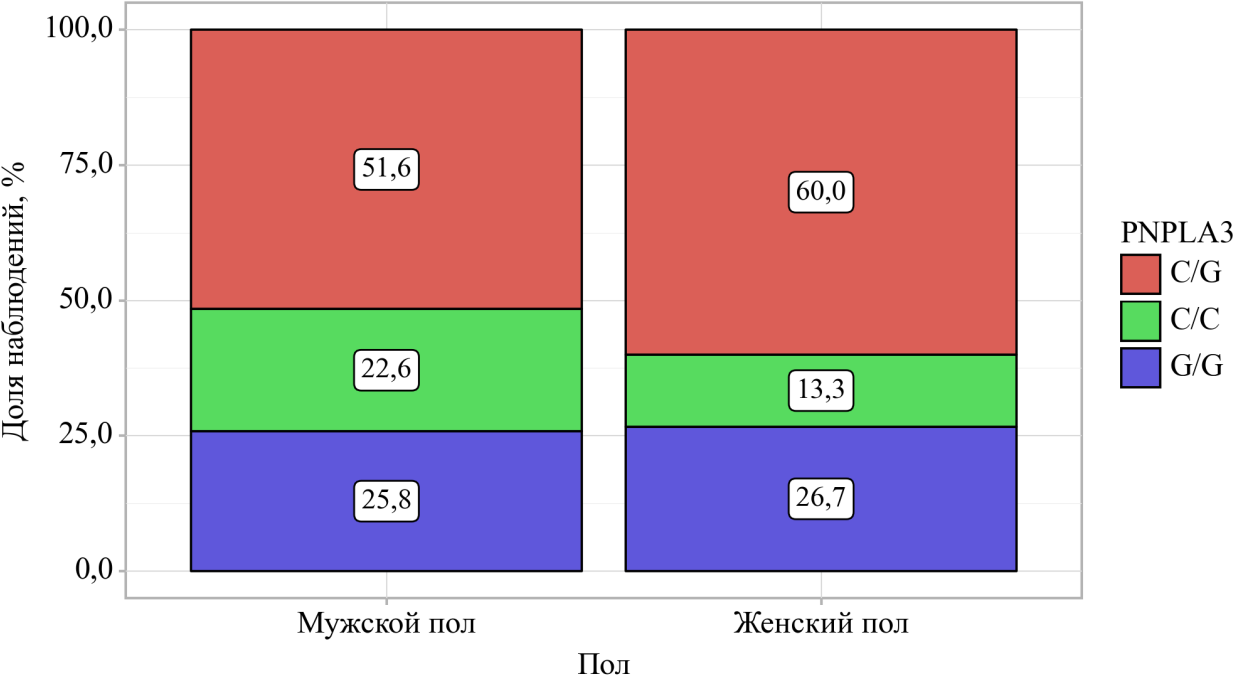 100,0
75,0
50,0
25,0
0,0
Доля наблюдений, %
51,6
22,6
25,8
60,0
13,3
26,7
Мужской пол
Женский пол
Пол
PNPLA3
C/G
C/C
G/G